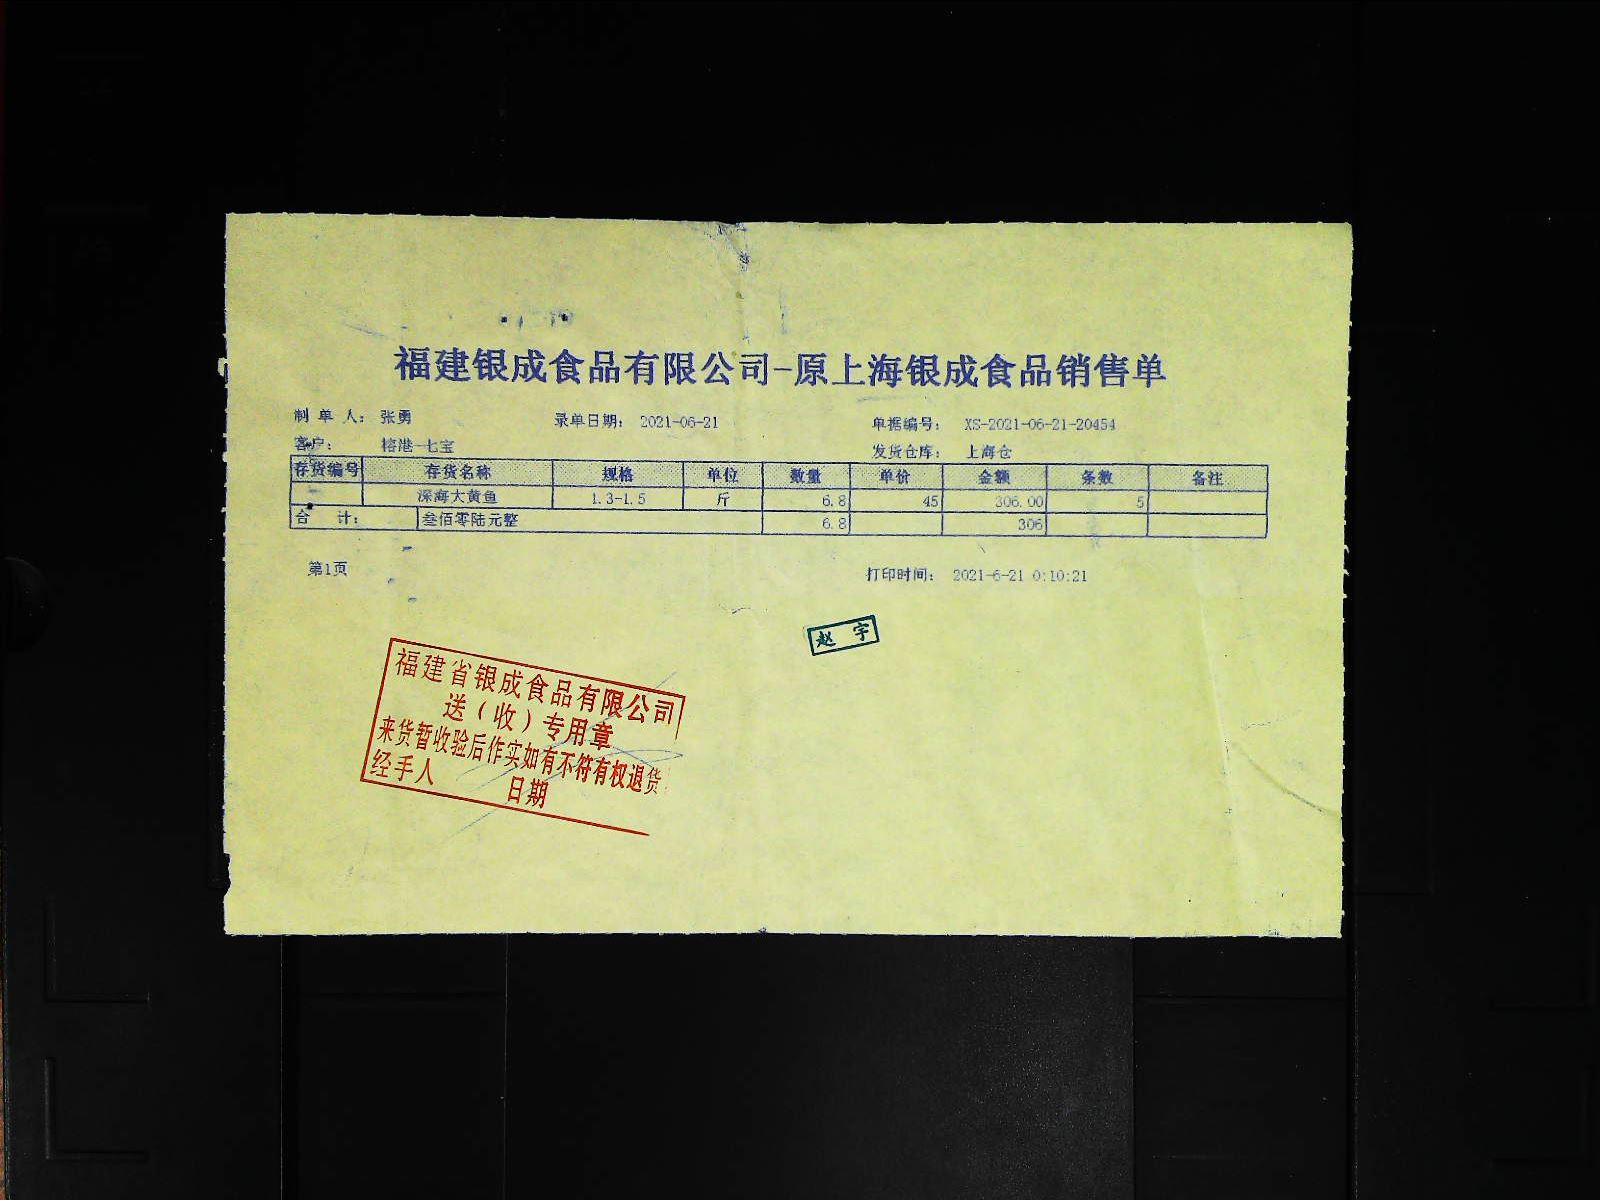 福建银成食品有限公司-原上海银成食品销售单
制 单 人: 张勇 录单日期: 2021-06-21 单据编号: XS-2021-06-21-20454
客户: 榕港-七宝 发货仓库: 上海仓
存货编号 存货名称 规格 单位 数量 单价 金额 条数 备注
深海大黄鱼 1.3-1.5 斤 6.8 45 306.00 5
合 计: 叁佰零陆元整 6.8 306
第1页 打印时间: 2021-6-21 0:10:21
赵 宇
福建省银成食品有限公司
送(收)专用章
来货暂收验后作实如有不符有权退货
经手人 日期